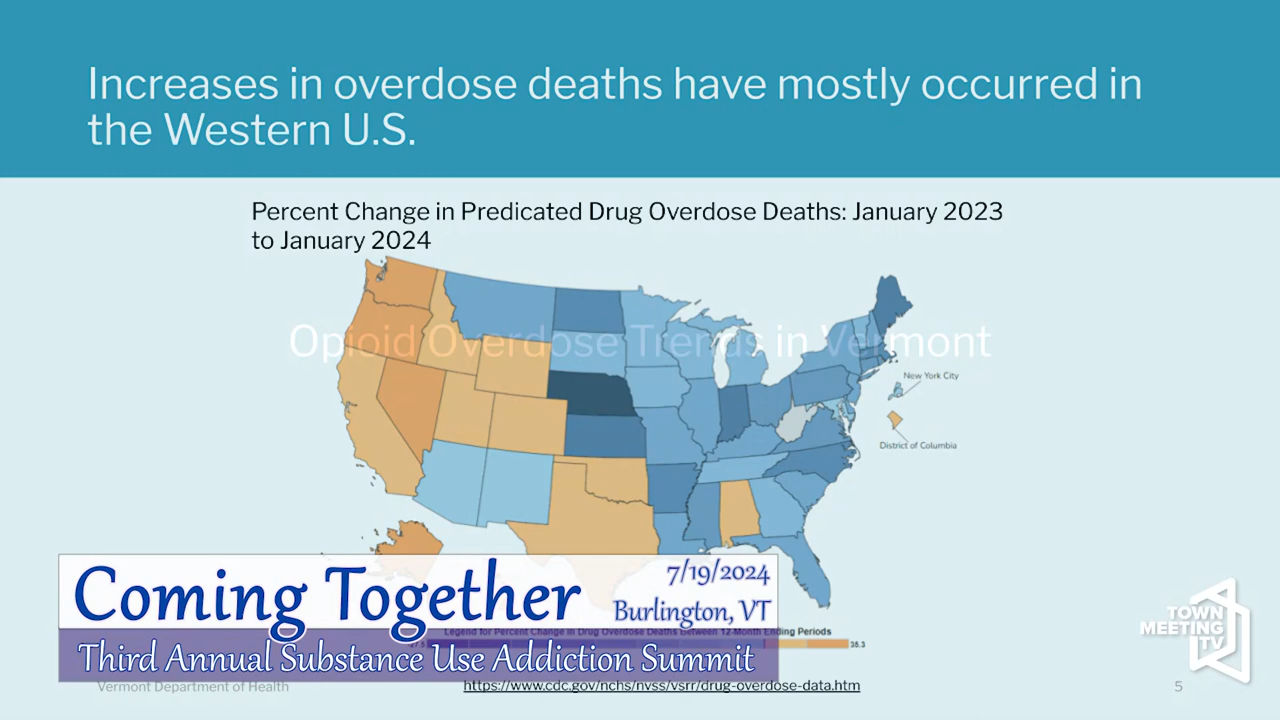 Increases in overdose deaths have mostly occurred in
the Western U.S.
Percent Change in Predicated Drug Overdose Deaths: January 2023
to January 2024
Opioid Overdose Trends in Vermont
New York City
District of Columbia
Coming Together
7/19/2024
Burlington, VT
Legend for Percent Change in Drug Overdose Deaths Between 12-Month Ending Periods
35.3
Third Annual Substance Use Addiction Summit
TOWN
MEETING
TV
Vermont Department of Health
https://www.cdc.gov/nchs/nvss/vsrr/drug-overdose-data.htm
5